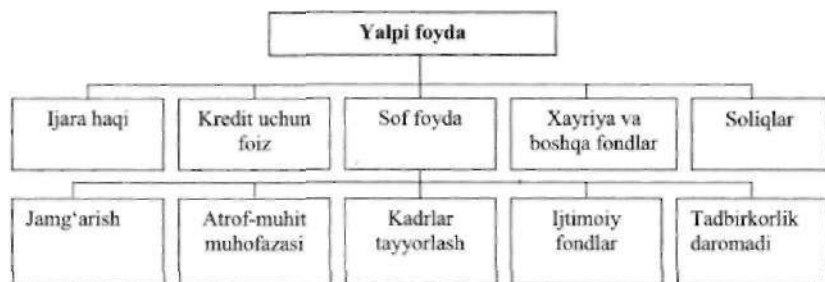 Yalpi foyda
Ijara haqi
Kredit uchun
foiz
Sof foyda
Xayriya va
boshqa fondlar
Soliqlar
Jamg‘arish
Atrof-muhit
muhofazasi
Kadrlar
tayyorlash
Ijtimoiy
fondlar
Tadbirkorlik
daromadi